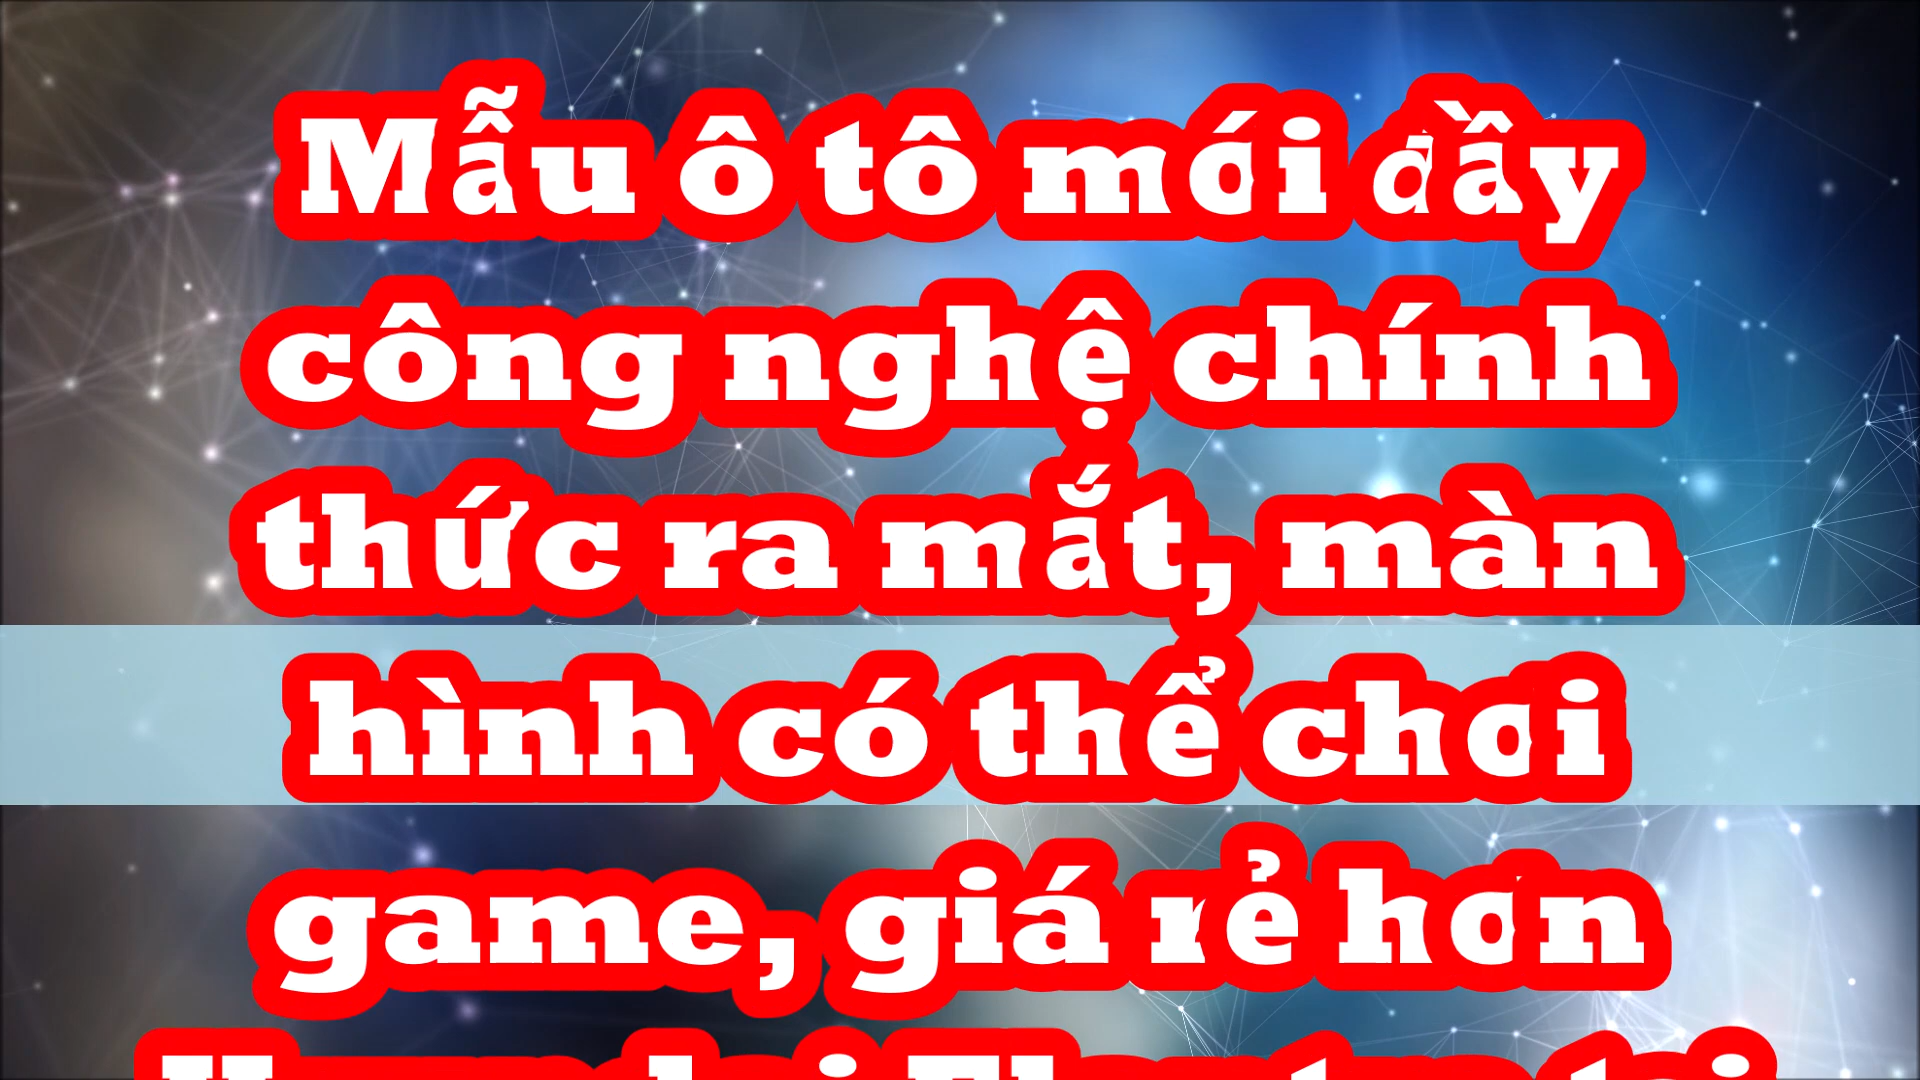 Mẫu ô tô mới đầy
công nghệ chính
thức ra mắt, màn
hình có thể chơi
game, giá rẻ hơn